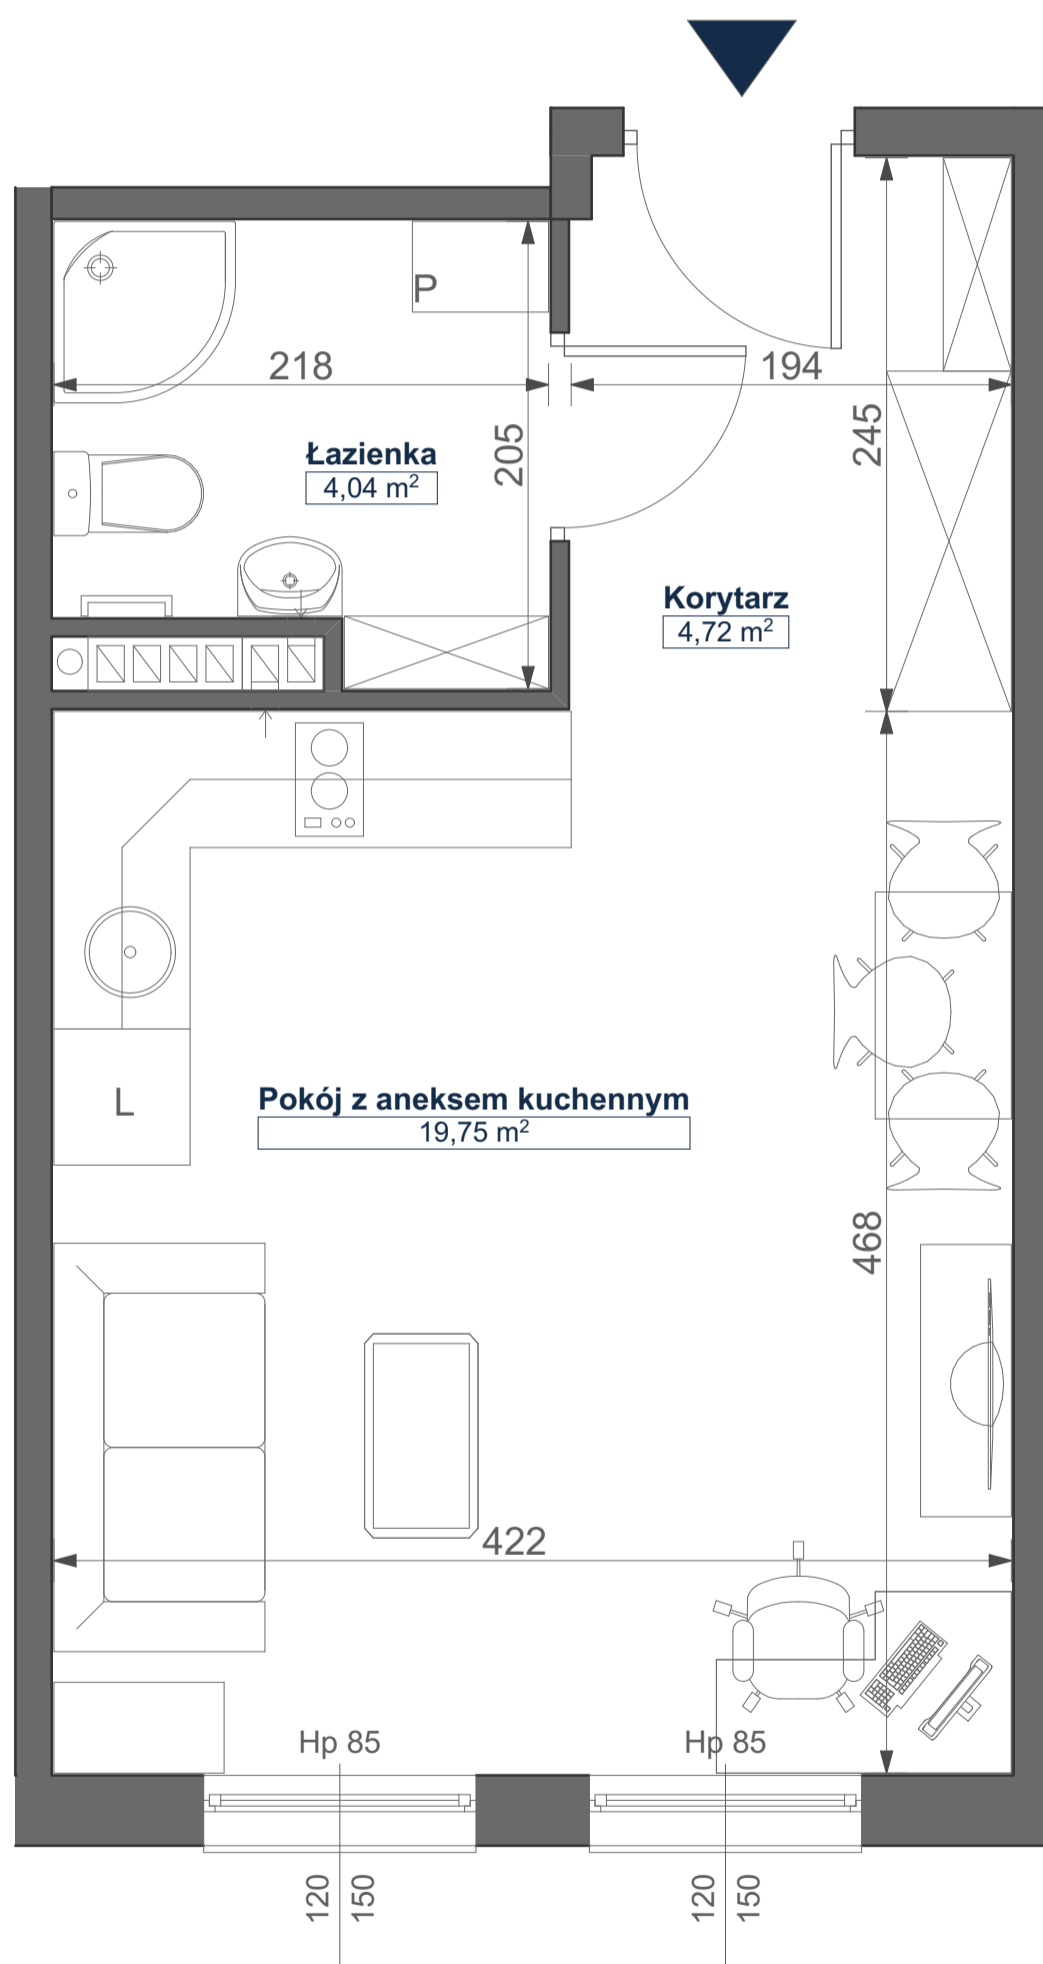 P
218
194
Łazienka
4,04 m²
205
245
Korytarz
4,72 m²
L
Pokój z aneksem kuchennym
19,75 m²
468
422
Hp 85
Hp 85
120
150
120
150